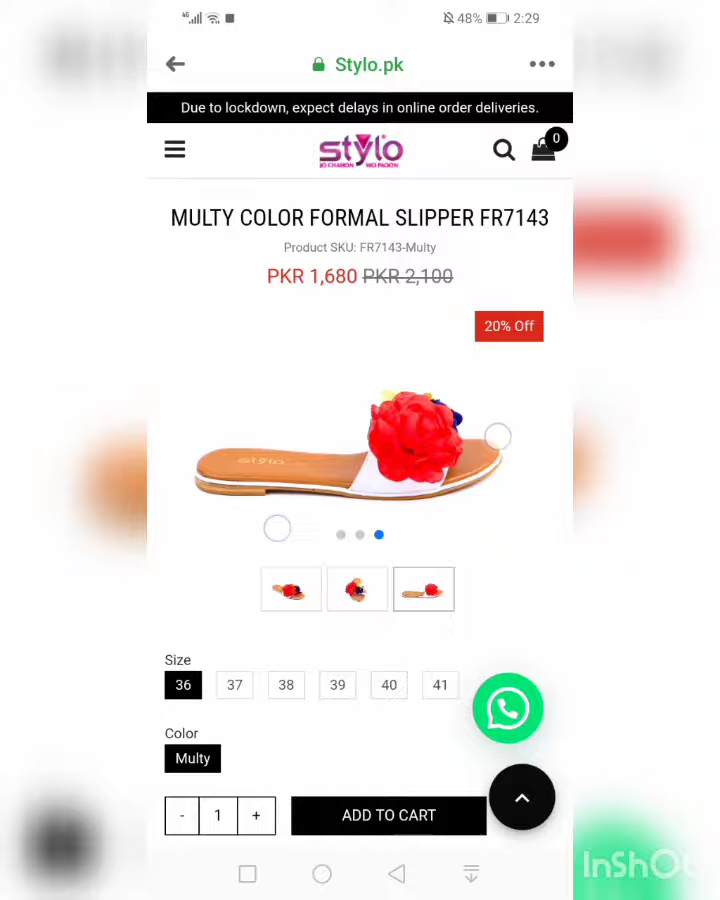 4G
48% 2:29
Stylo.pk
Due to lockdown, expect delays in online order deliveries.
stylo
0
MULTY COLOR FORMAL SLIPPER FR7143
Product SKU: FR7143-Multy
PKR 1,680 PKR 2,100
20% Off
stylo
Size
36 37 38 39 40 41
Color
Multy
- 1 + ADD TO CART
InShOt